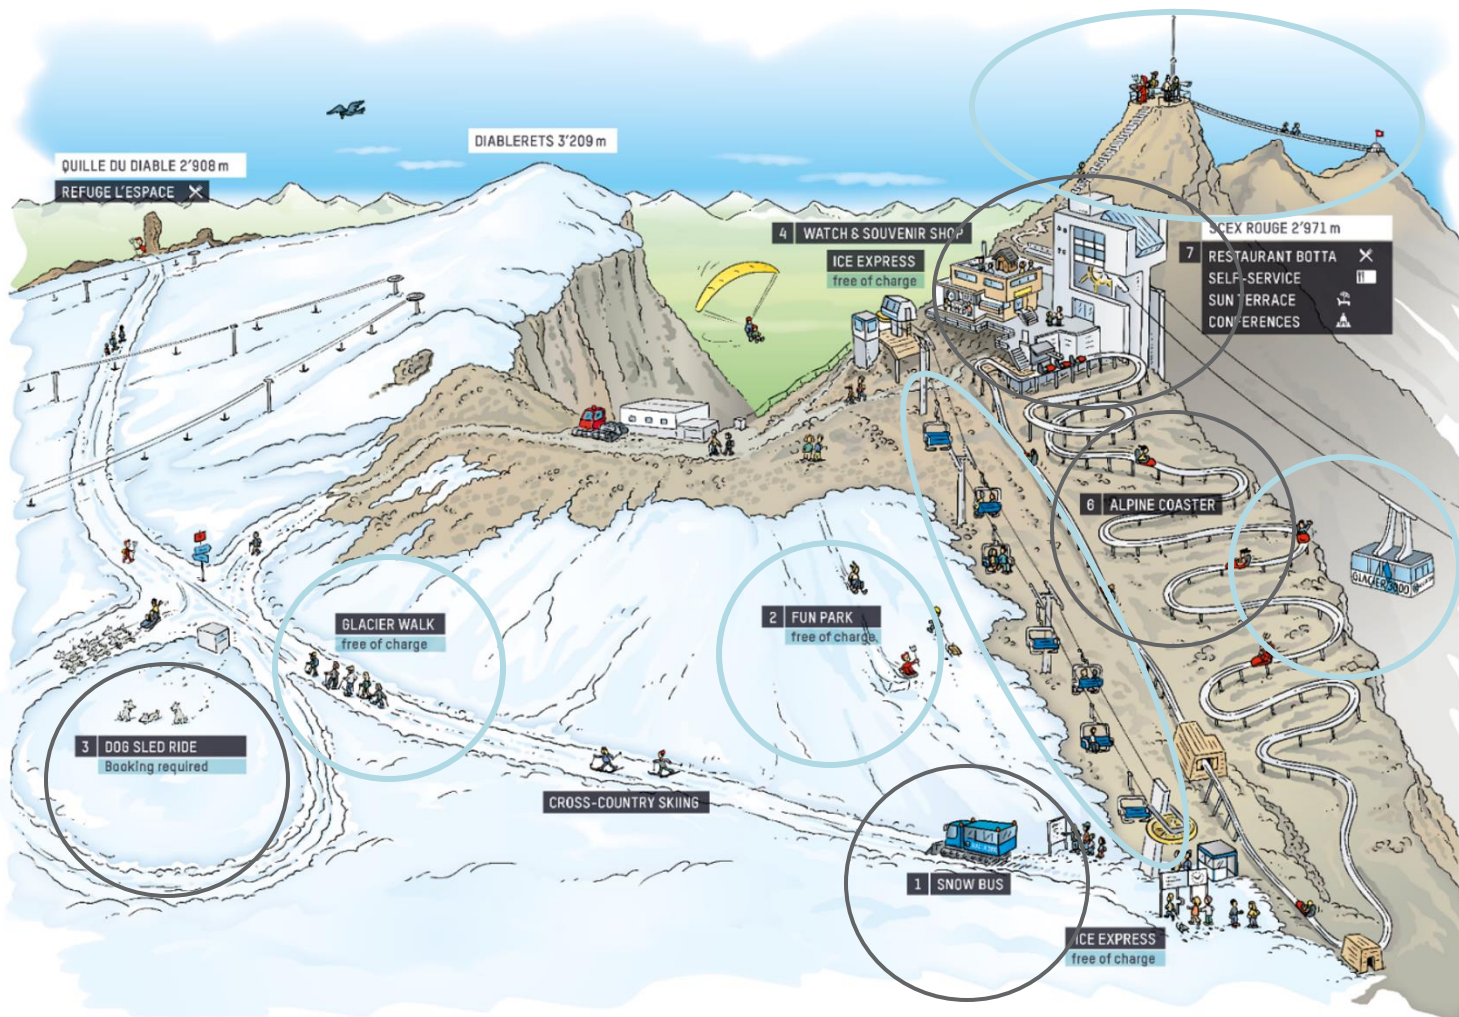 QUILLE DU DIABLE 2'908 m
REFUGE L'ESPACE
DIABLERETS 3'209 m
4 WATCH & SOUVENIR SHOP
ICE EXPRESS
free of charge
SCEX ROUGE 2'971 m
7 RESTAURANT BOTTA
SELF-SERVICE
SUN TERRACE
CONFERENCES
6 ALPINE COASTER
GLACIER 3000
GLACIER WALK
free of charge
2 FUN PARK
free of charge
3 DOG SLED RIDE
Booking required
CROSS-COUNTRY SKIING
1 SNOW BUS
ICE EXPRESS
free of charge